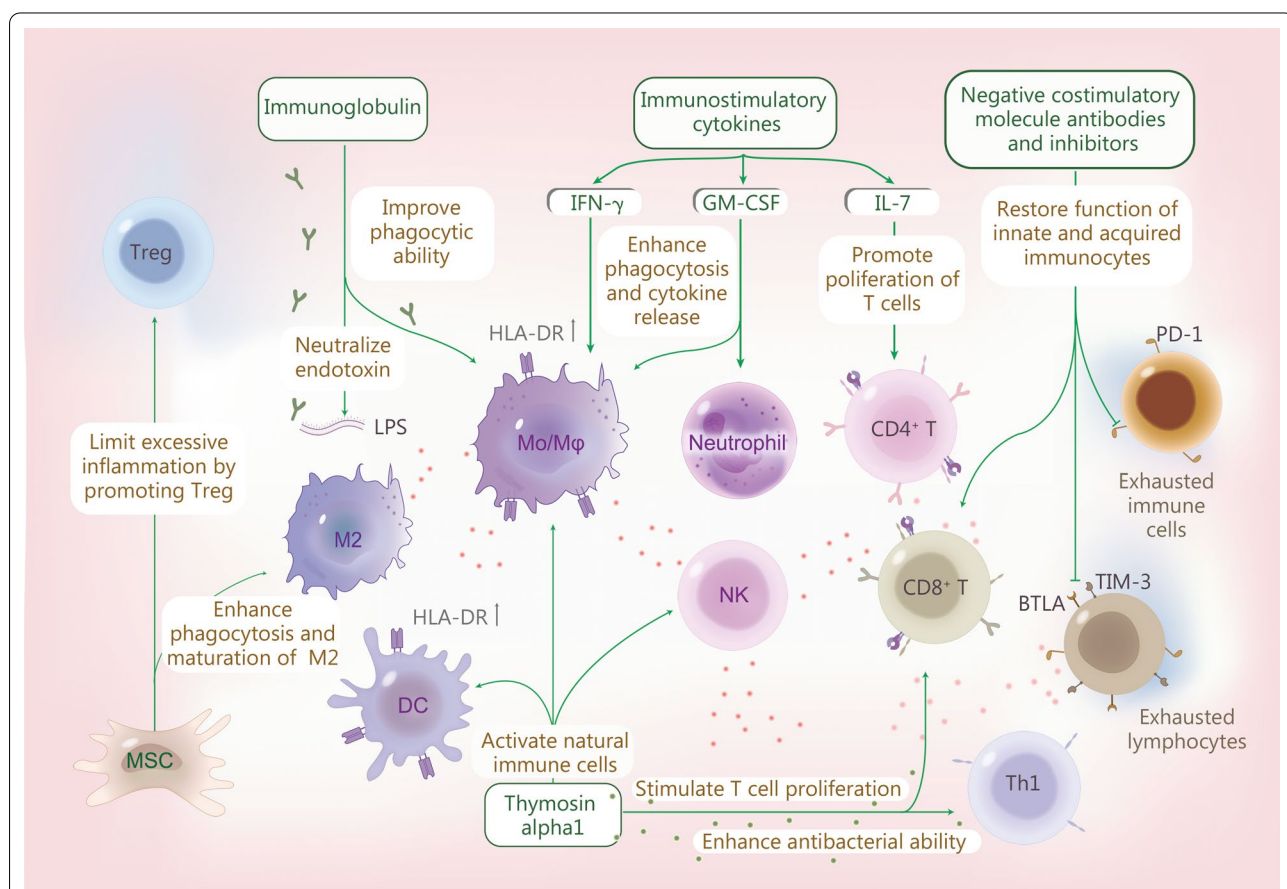 Immunoglobulin
Immunostimulatory
cytokines
Negative costimulatory
molecule antibodies
and inhibitors
IFN-γ
GM-CSF
IL-7
Improve
phagocytic
ability
Enhance
phagocytosis
and cytokine
release
Promote
poliferation of
T cells
Restore function of
innate and acquired
immunocytes
Treg
Neutralize
endotoxin
LPS
HLA-DR ↑
Mo/Mφ
Neutrophil
CD4⁺ T
PD-1
Exhausted
immune
cells
Limit excessive
inflammation by
promoting Treg
M2
Enhance
phagocytosis and
maturation of M2
HLA-DR ↑
DC
NK
CD8⁺ T
BTLA
TIM-3
Exhausted
lymphocytes
MSC
Activate natural
immune cells
Thymosin
alpha1
Stimulate T cell proliferation
Enhance antibacterial ability
Th1